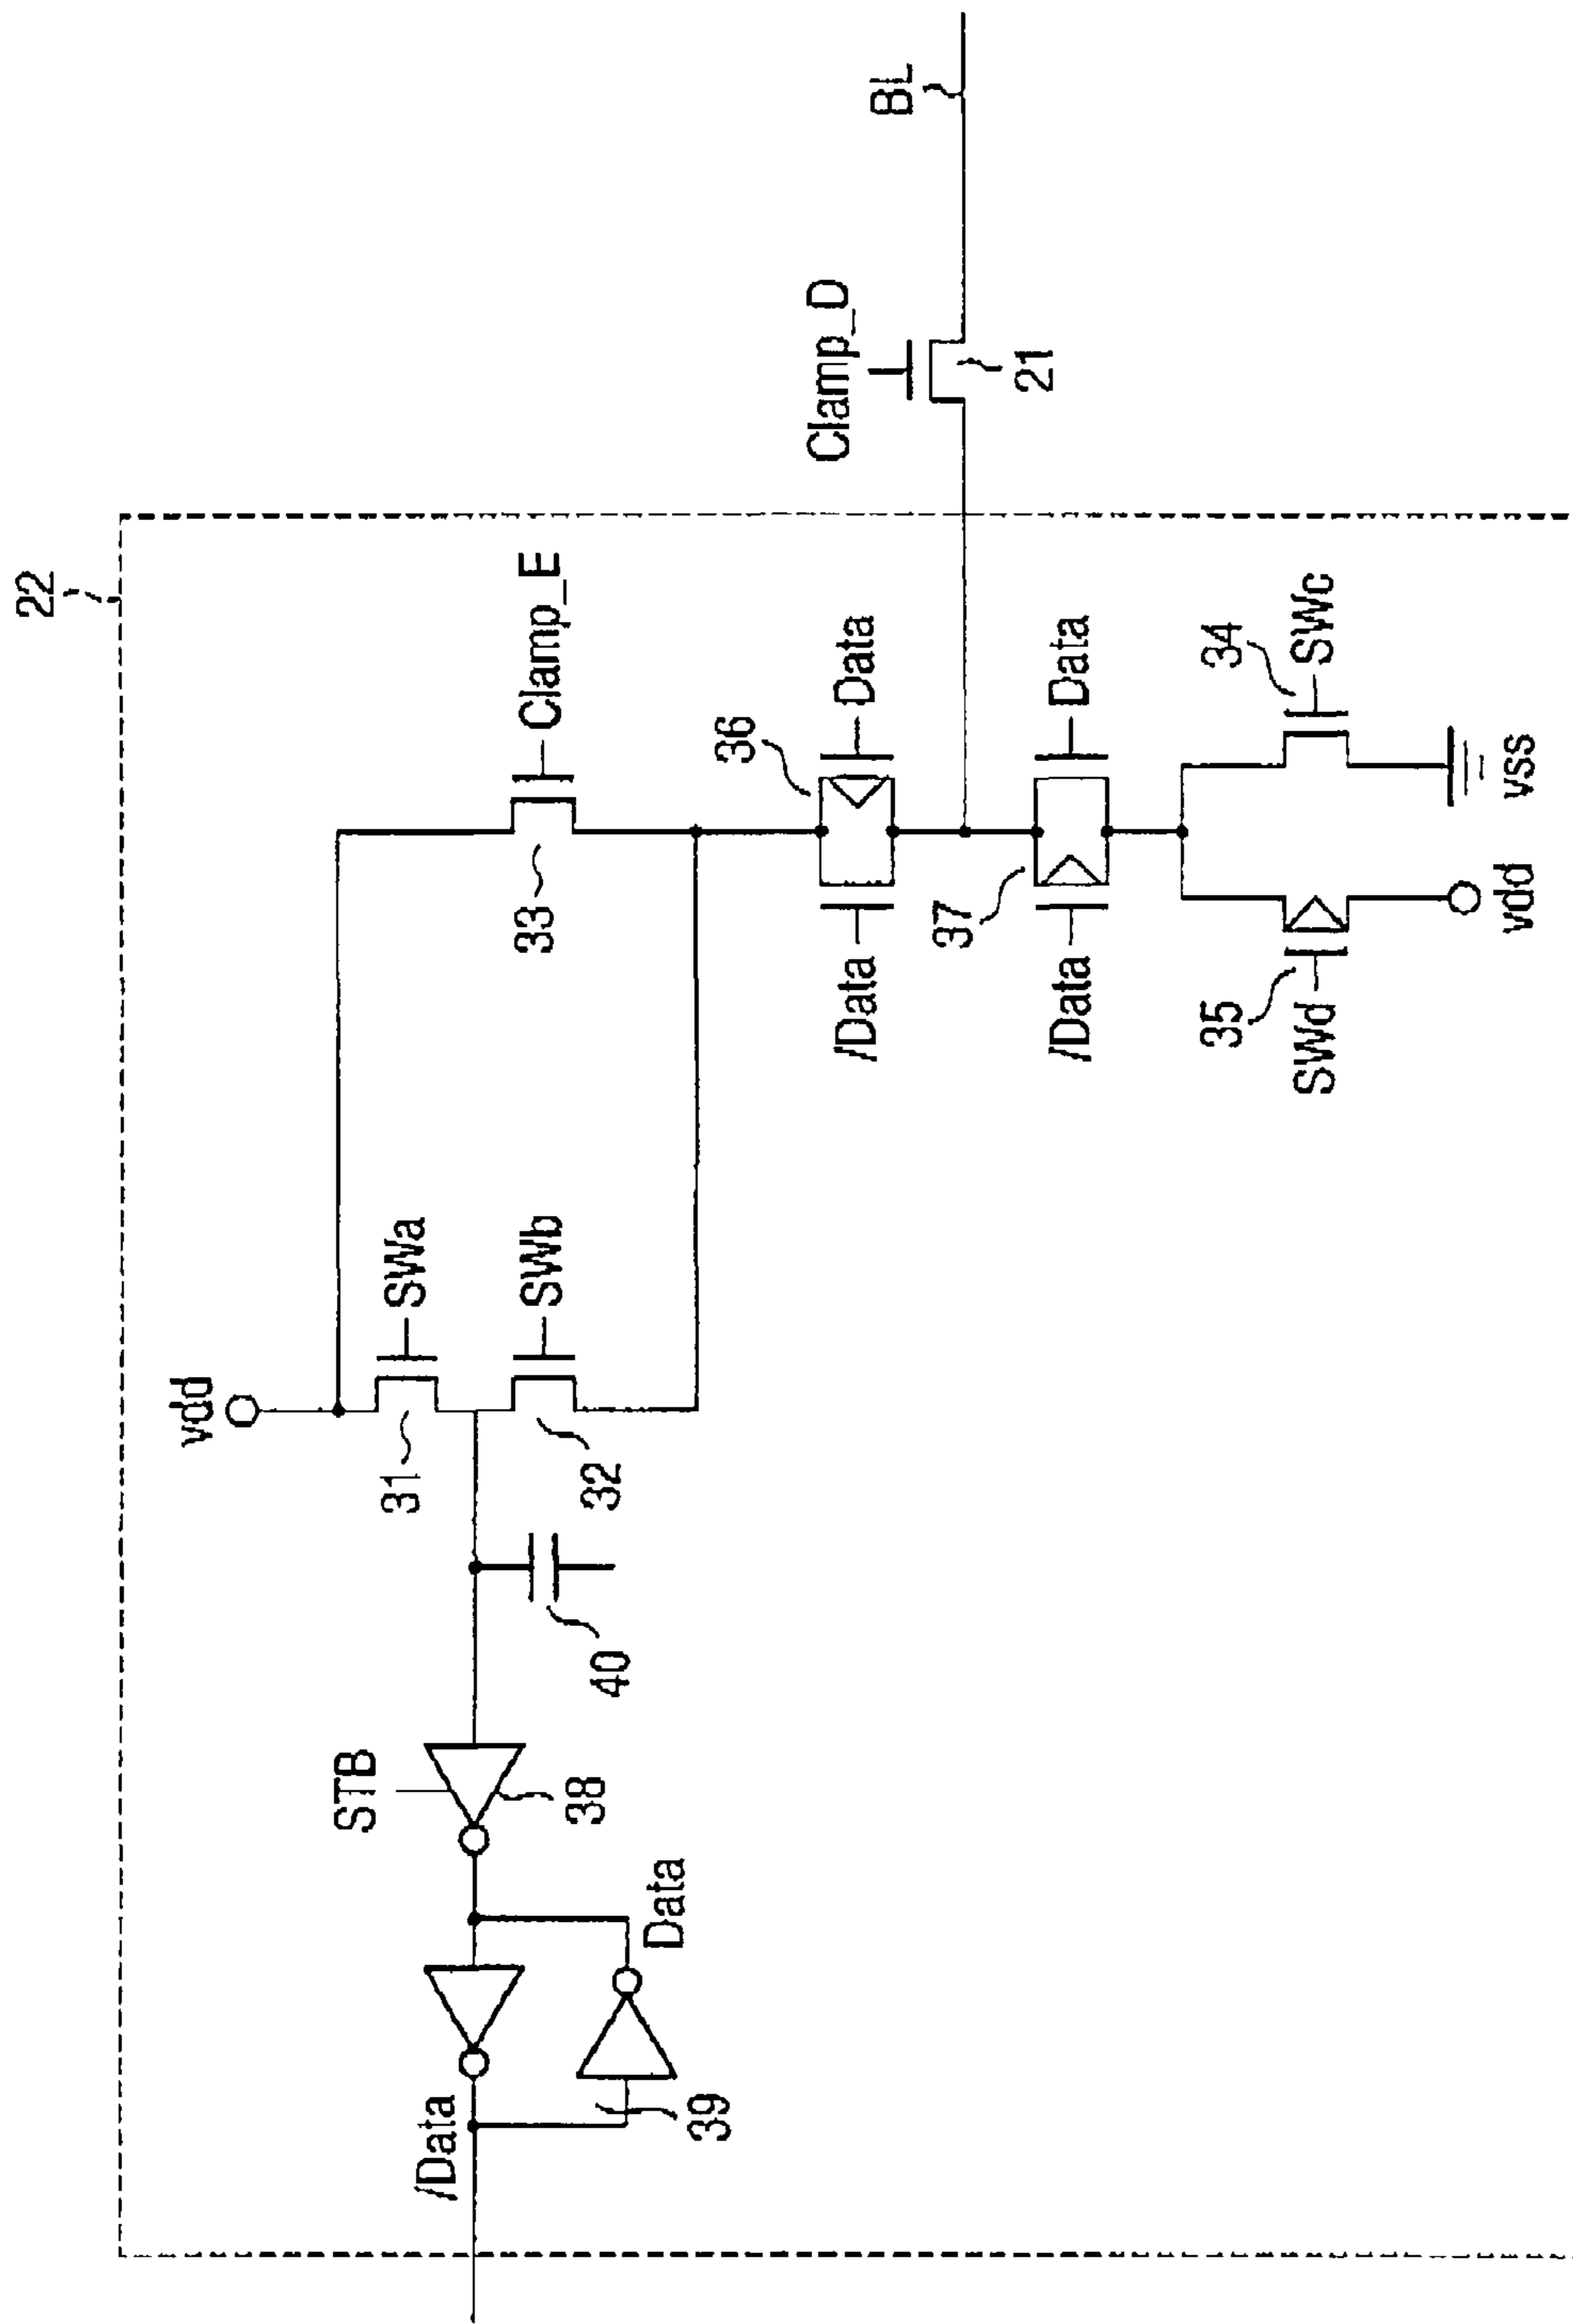 22
vdd
SWa
31
SWb
32
33
Clamp_E
STB
38
40
/Data
39
Data
36
/Data
Data
Clamp_D
21
BL
37
/Data
Data
35
SWd
34
SWc
vdd
vss